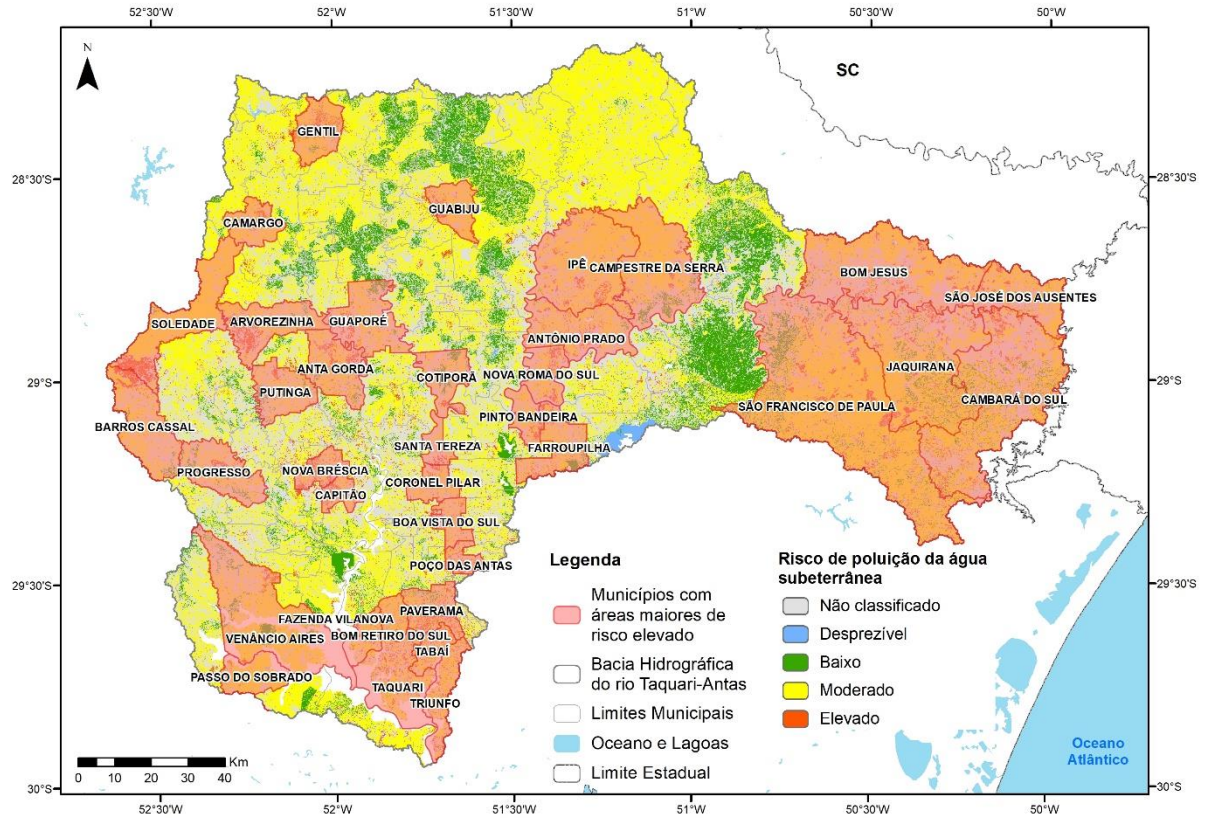 52°30'W
52°W
51°30'W
51°W
50°30'W
50°W
N
SC
GENTIL
28°30'S
28°30'S
GUABIJU
CAMARGO
IPÊ
CAMPESTRE DA SERRA
BOM JESUS
SÃO JOSÉ DOS AUSENTES
SOLEDADE
ARVOREZINHA
GUAPORÉ
ANTÔNIO PRADO
ANTA GORDA
COTIPORÃ
NOVA ROMA DO SUL
JAQUIRANA
29°S
29°S
PUTINGA
CAMBARÁ DO SUL
SÃO FRANCISCO DE PAULA
PINTO BANDEIRA
BARROS CASSAL
SANTA TEREZA
FARROUPILHA
PROGRESSO
NOVA BRÉSCIA
CORONEL PILAR
CAPITÃO
BOA VISTA DO SUL
POÇO DAS ANTAS
29°30'S
29°30'S
PAVERAMA
FAZENDA VILANOVA
VENÂNCIO AIRES
BOM RETIRO DO SUL
TABAÍ
PASSO DO SOBRADO
TAQUARI
TRIUNFO
Legenda
Municípios com
áreas maiores de
risco elevado
Bacia Hidrográfica
do rio Taquari-Antas
Limites Municipais
Oceano e Lagoas
Limite Estadual
Risco de poluição da água
subeterrânea
Não classificado
Desprezível
Baixo
Moderado
Elevado
Oceano
Atlântico
Km
0 10 20 30 40
30°S
30°S
52°30'W
52°W
51°30'W
51°W
50°30'W
50°W